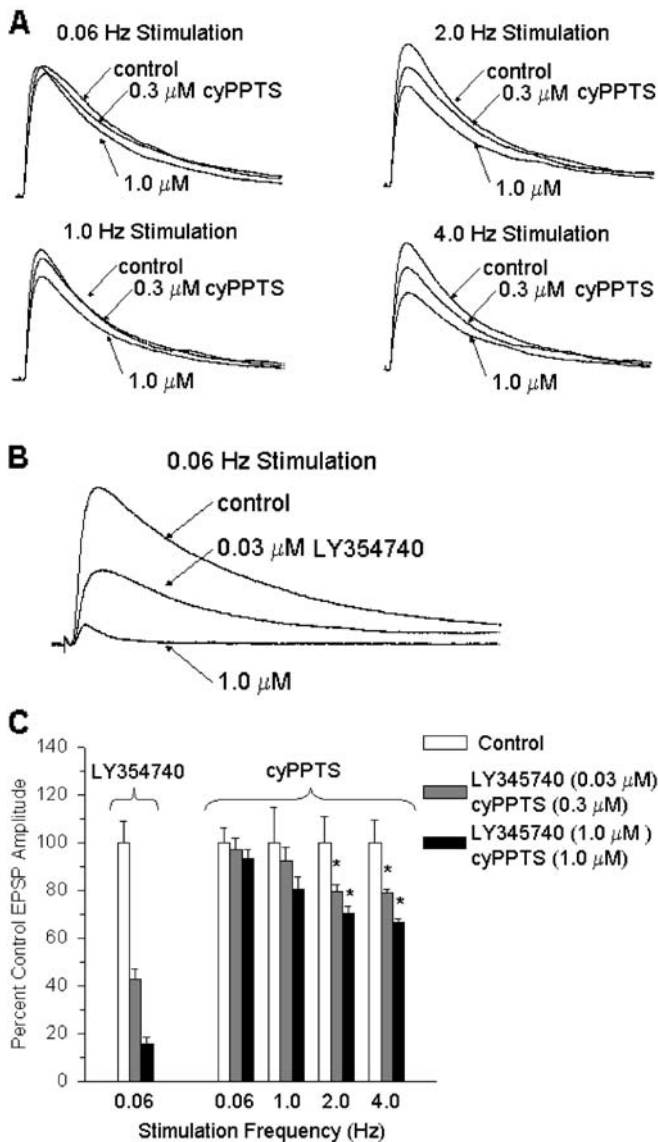 A
0.06 Hz Stimulation
control
0.3 μM cyPPTS
1.0 μM
2.0 Hz Stimulation
control
0.3 μM cyPPTS
1.0 μM
1.0 Hz Stimulation
control
0.3 μM cyPPTS
1.0 μM
4.0 Hz Stimulation
control
0.3 μM cyPPTS
1.0 μM
B
0.06 Hz Stimulation
control
0.03 μM LY354740
1.0 μM
C
Percent Control EPSP Amplitude
140
120
100
80
60
40
20
0
LY354740
cyPPTS
* * * *
Control
LY345740 (0.03 μM)
cyPPTS (0.3 μM)
LY345740 (1.0 μM )
cyPPTS (1.0 μM)
0.06 0.06 1.0 2.0 4.0
Stimulation Frequency (Hz)